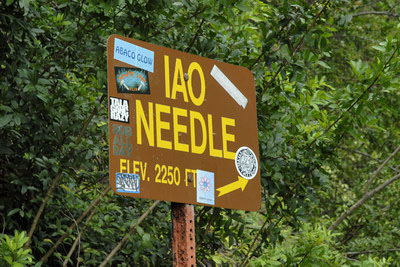 ABACO GLOW
IAO
NEEDLE
ELEV. 2250 FT.